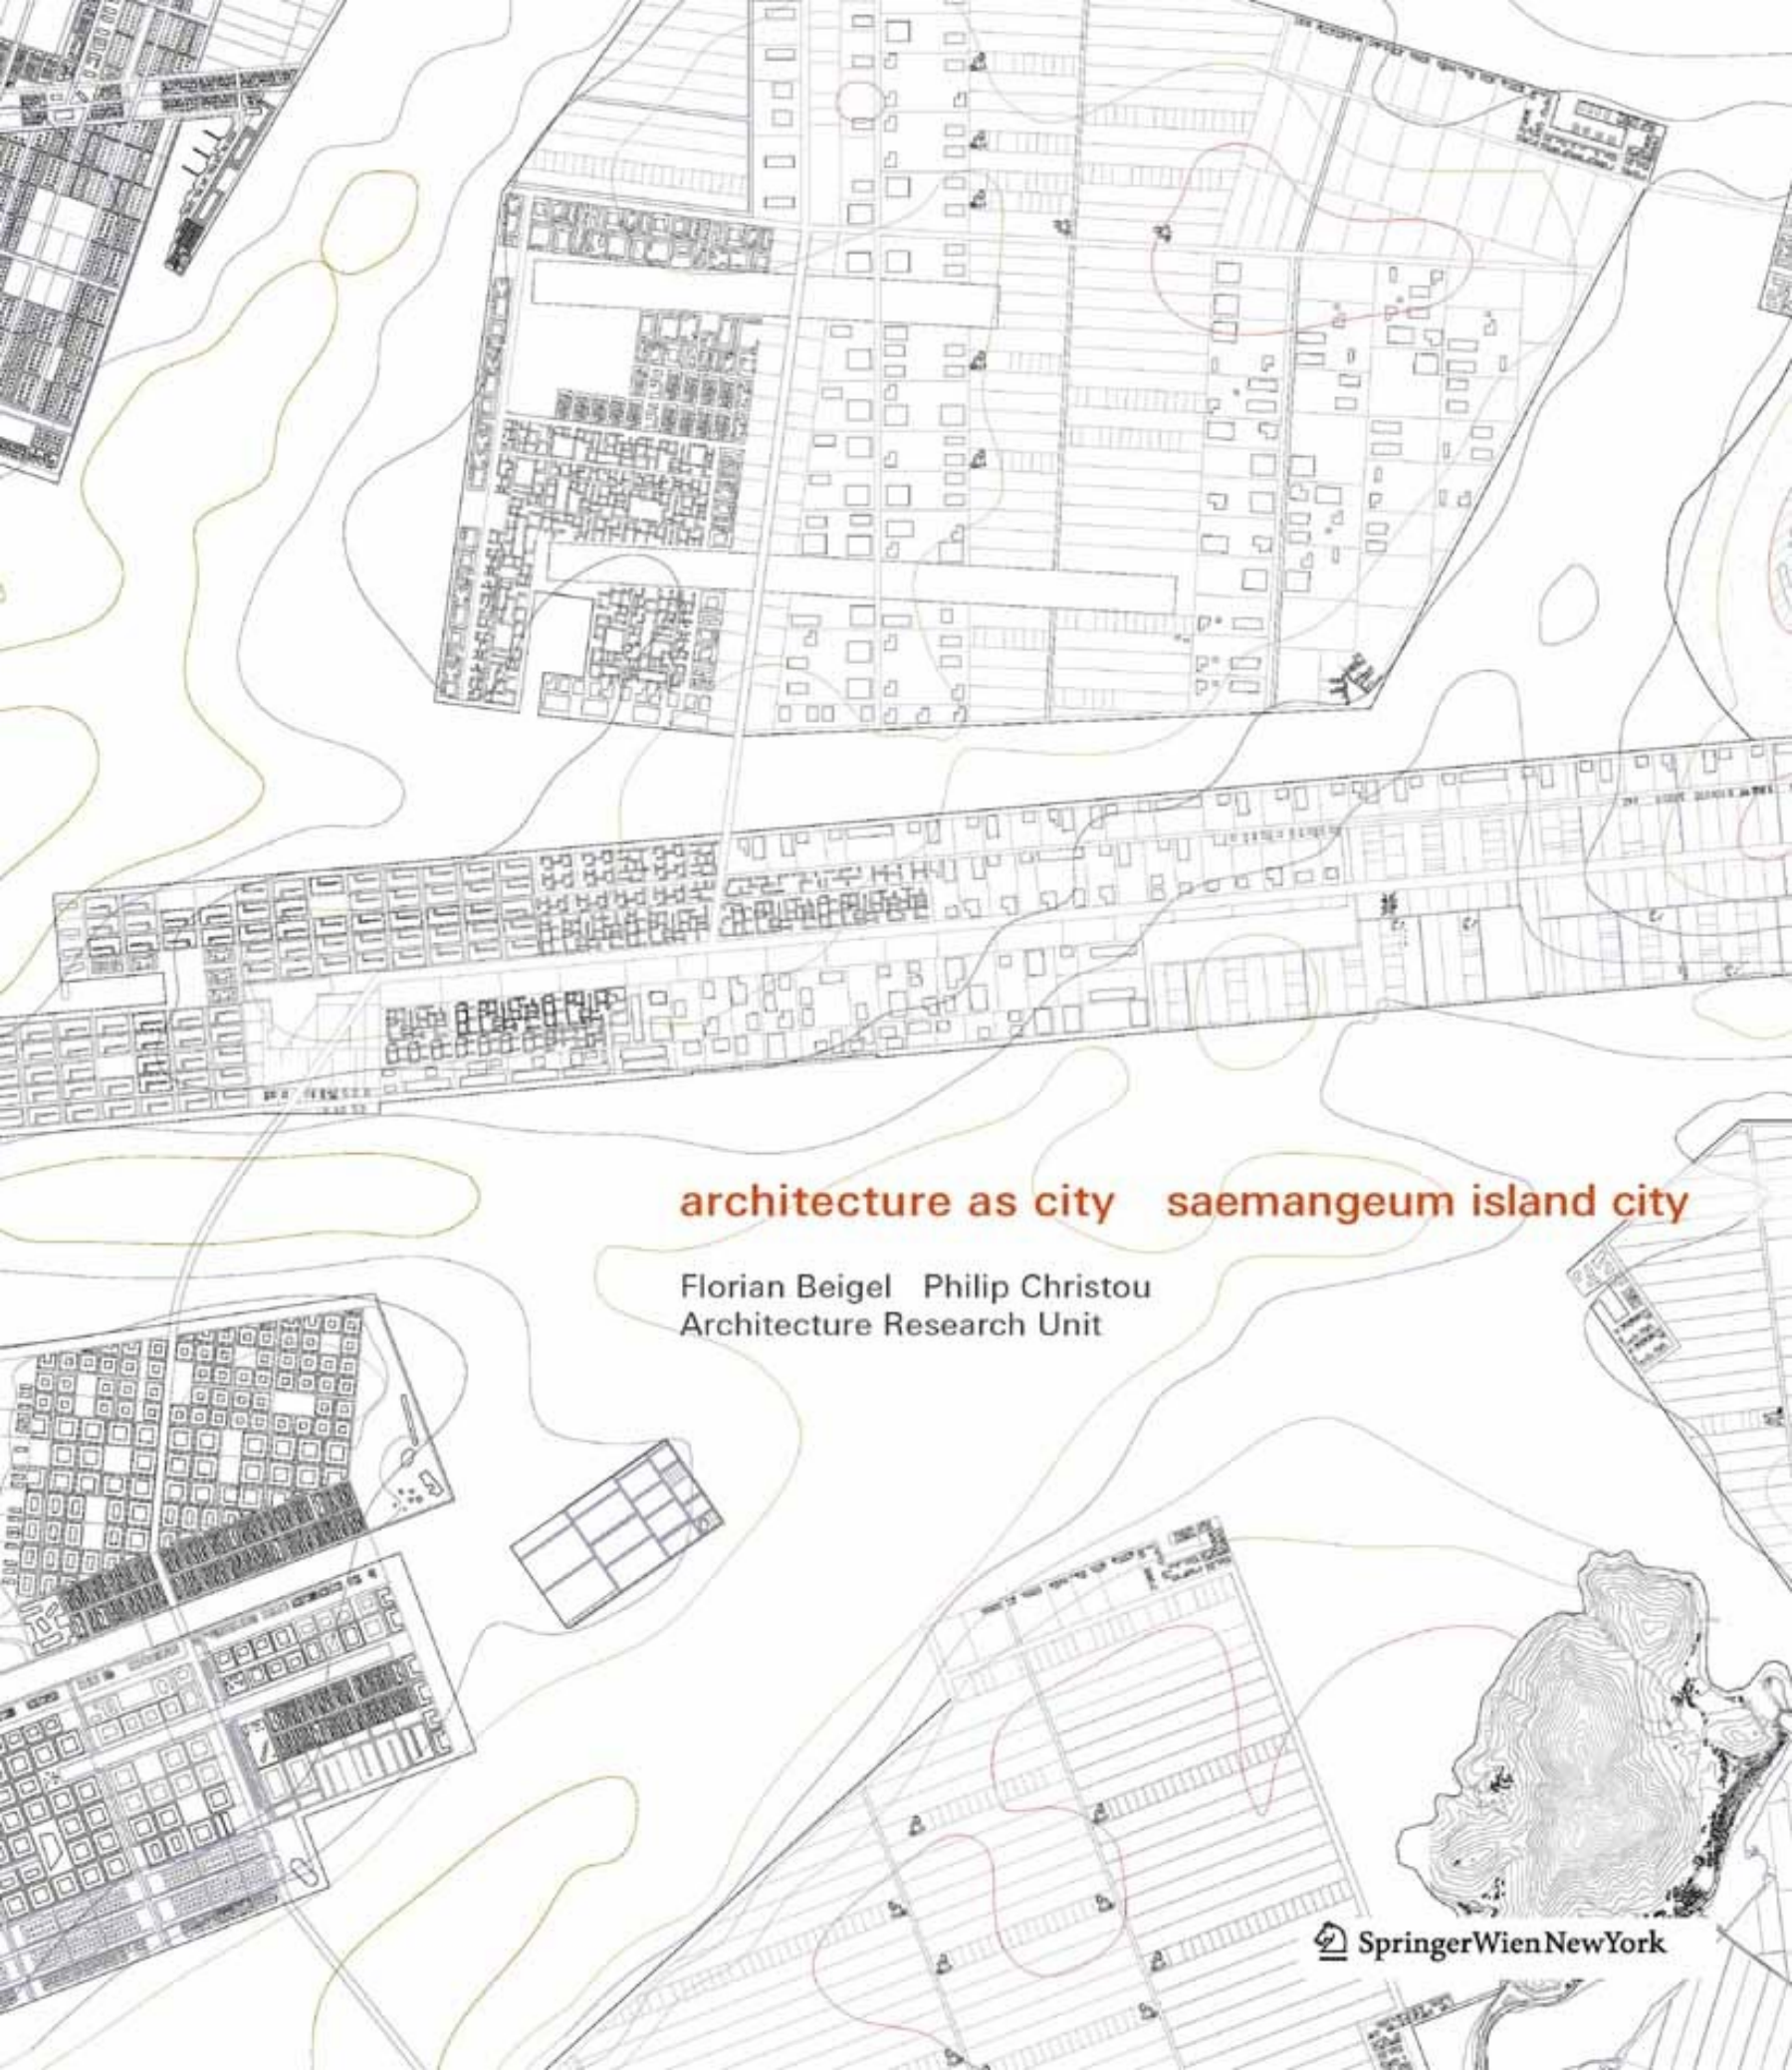 architecture as city saemangeum island city
Florian Beigel Philip Christou
Architecture Research Unit
SpringerWienNewYork